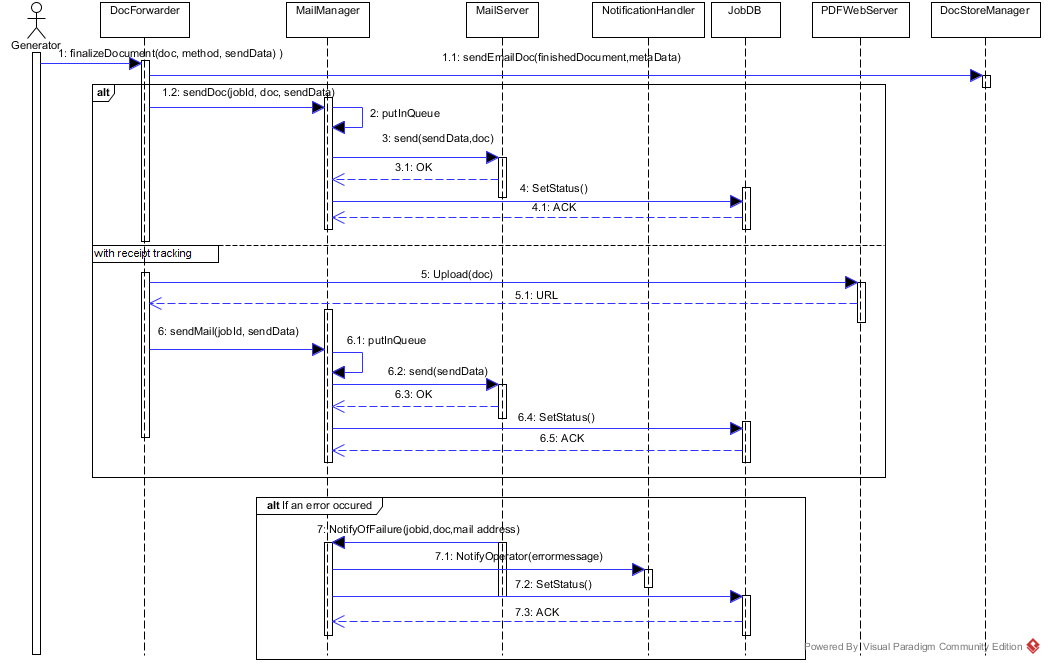 DocForwarder
MailManager
MailServer
NotificationHandler
JobDB
PDFWebServer
DocStoreManager
Generator
1: finalizeDocument(doc, method, sendData) )
1.1: sendEmailDoc(finishedDocument,metaData)
alt
1.2: sendDoc(jobId, doc, sendData)
2: putInQueue
3: send(sendData,doc)
3.1: OK
4: SetStatus()
4.1: ACK
with receipt tracking
5: Upload(doc)
5.1: URL
6: sendMail(jobId, sendData)
6.1: putInQueue
6.2: send(sendData)
6.3: OK
6.4: SetStatus()
6.5: ACK
alt If an error occured
7: NotifyOfFailure(jobid,doc,mail address)
7.1: NotifyOperator(errormessage)
7.2: SetStatus()
7.3: ACK
Powered By Visual Paradigm Community Edition